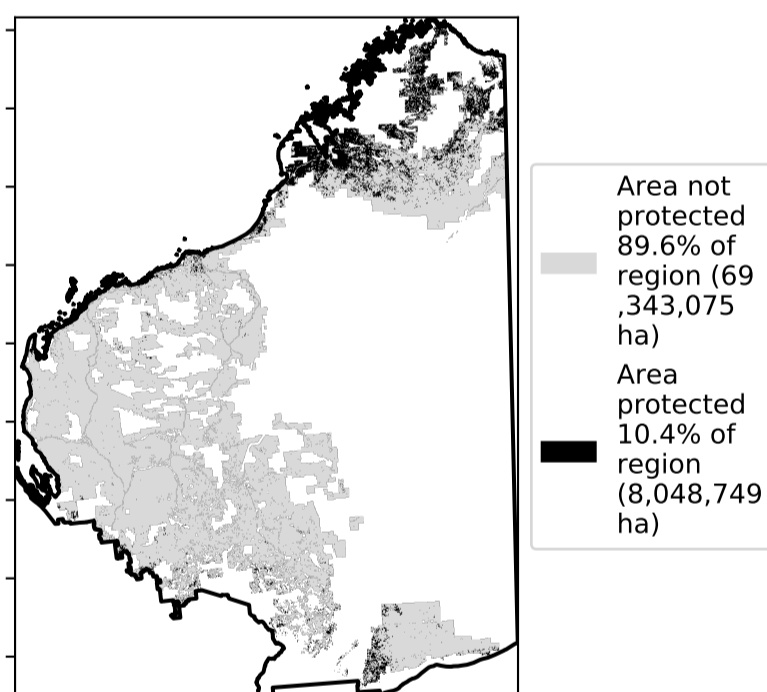 Area not
protected
89.6% of
region (69
,343,075
ha)
Area
protected
10.4% of
region
(8,048,749
ha)